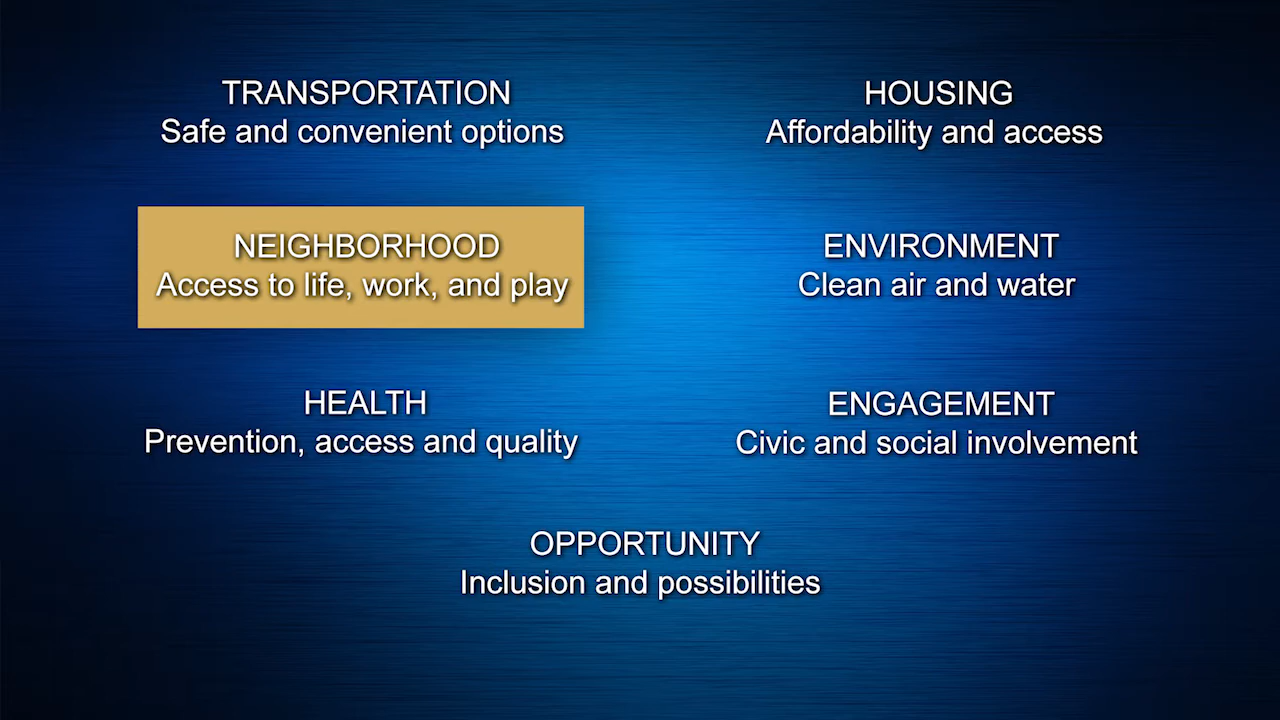 TRANSPORTATION
Safe and convenient options
HOUSING
Affordability and access
NEIGHBORHOOD
Access to life, work, and play
ENVIRONMENT
Clean air and water
HEALTH
Prevention, access and quality
ENGAGEMENT
Civic and social involvement
OPPORTUNITY
Inclusion and possibilities